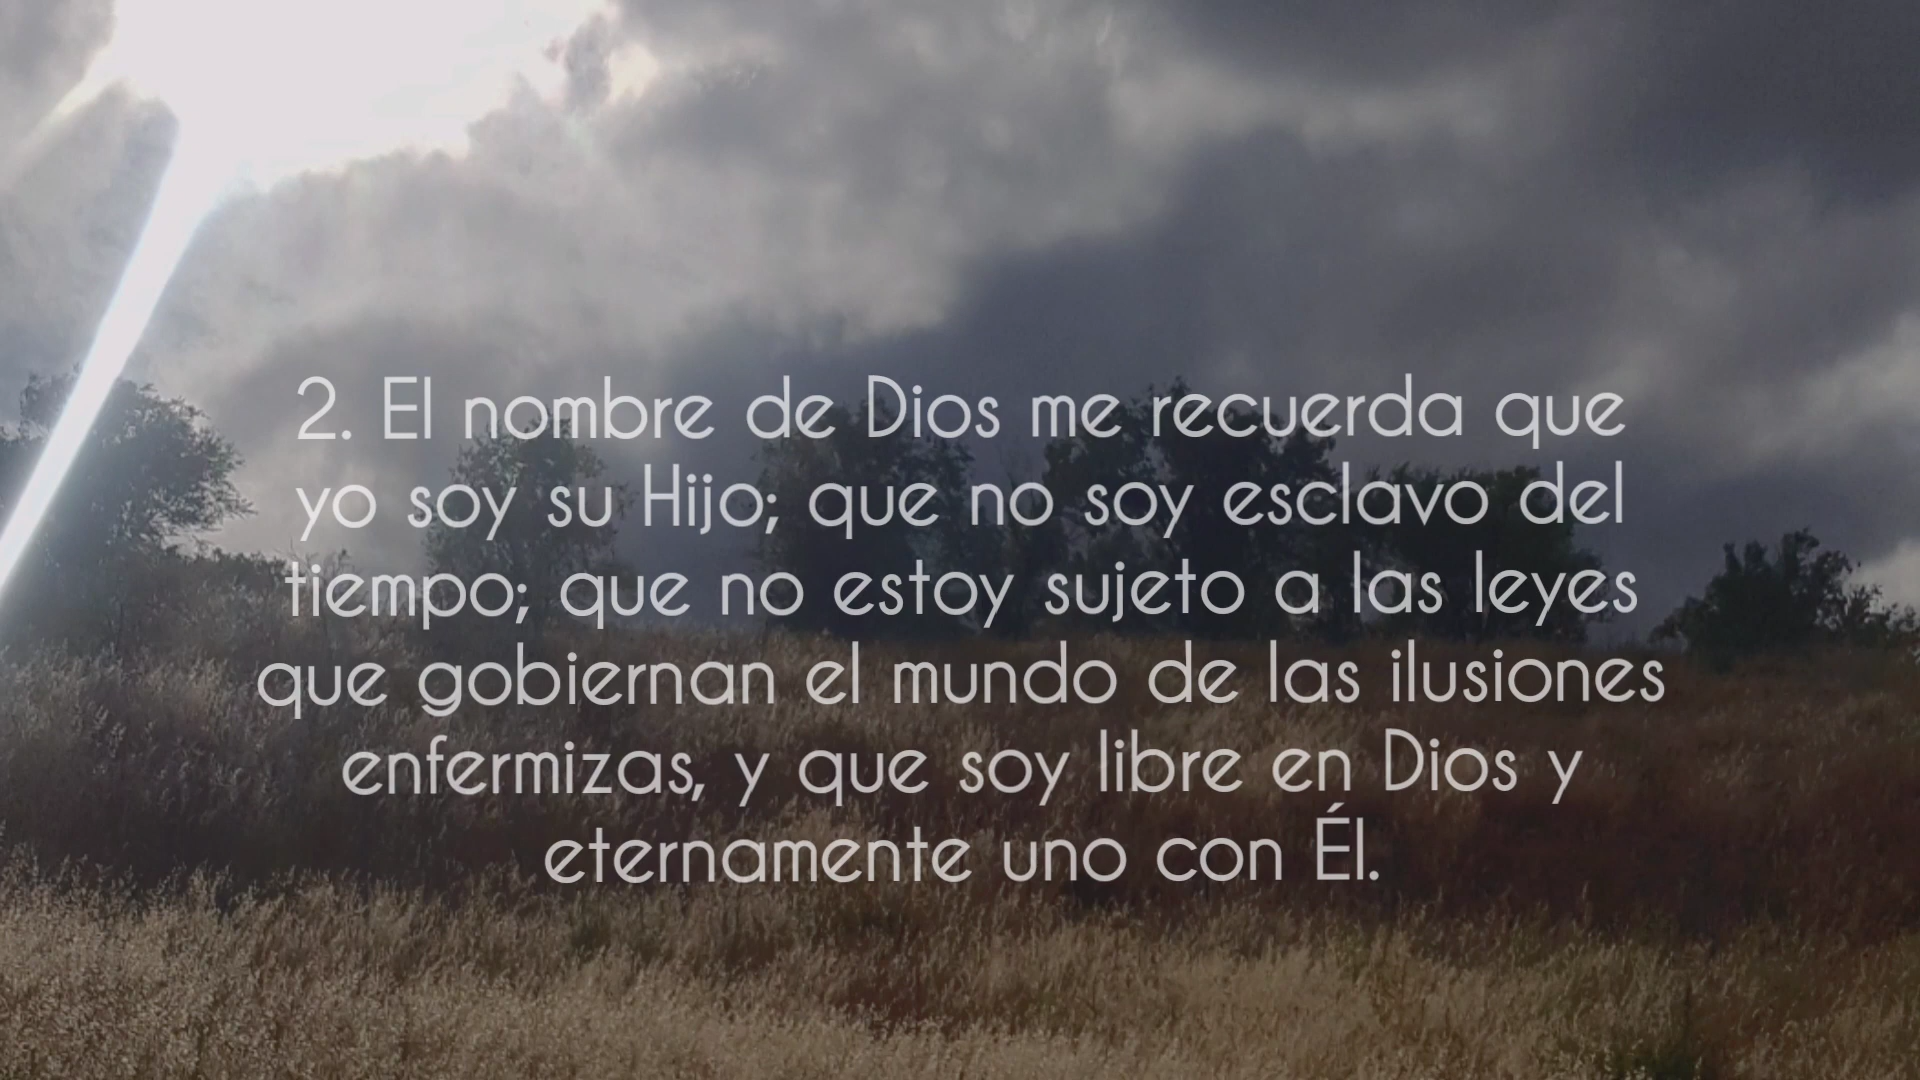 2. El nombre de Dios me recuerda que
yo soy su Hijo; que no soy esclavo del
tiempo; que no estoy sujeto a las leyes
que gobiernan el mundo de las ilusiones
enfermizas, y que soy libre en Dios y
eternamente uno con Él.